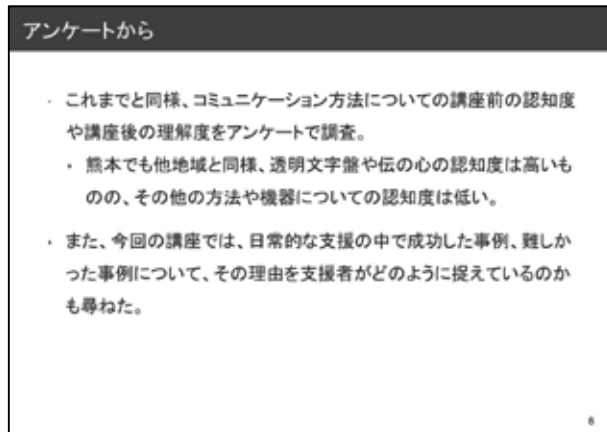 アンケートから
・ これまでと同様、コミュニケーション方法についての講座前の認知度
や講座後の理解度をアンケートで調査。
・ 熊本でも他地域と同様、透明文字盤や伝の心の認知度は高いも
のの、その他の方法や機器についての認知度は低い。
・ また、今回の講座では、日常的な支援の中で成功した事例、難しか
った事例について、その理由を支援者がどのように捉えているのか
も尋ねた。
8